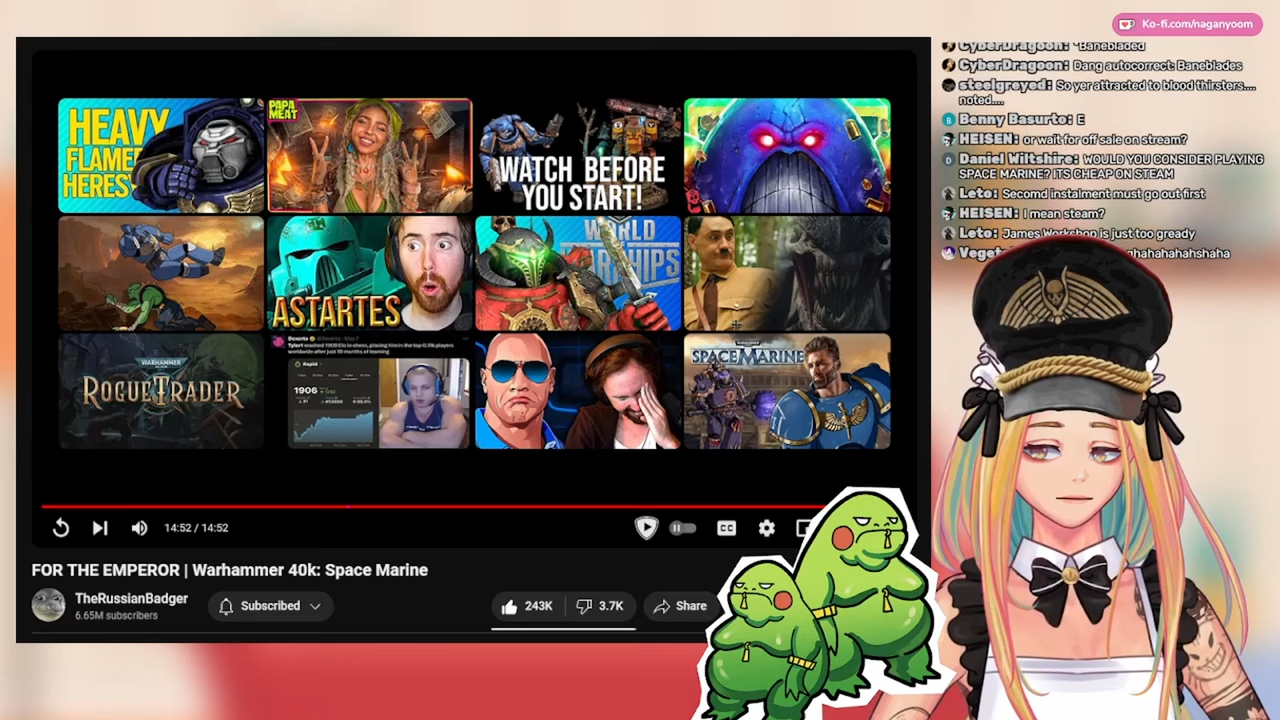 Ko-fi.com/naganyoom
CyberDragoon: *Banebladed
CyberDragoon: Dang autocorrect. Baneblades
steelgreyed: So yer attracted to blood thirsters....
noted....
Benny Basurto: E
HEISEN: or wait for off sale on stream?
Daniel Wiltshire: WOULD YOU CONSIDER PLAYING
SPACE MARINE? ITS CHEAP ON STEAM
Leto: Secomd instalment must go out first
HEISEN: I mean steam?
Leto: James Workshop is just too gready
HEAVY
FLAMER
HERESY
PAPA
MEAT
WATCH BEFORE
YOU START!
ASTARTES
WORLD
WARHAMMER
ROGUE TRADER
Rapid
1906
SPACE MARINE
14:52 / 14:52
CC
FOR THE EMPEROR | Warhammer 40k: Space Marine
TheRussianBadger
6.65M subscribers
Subscribed
243K
3.7K
Share